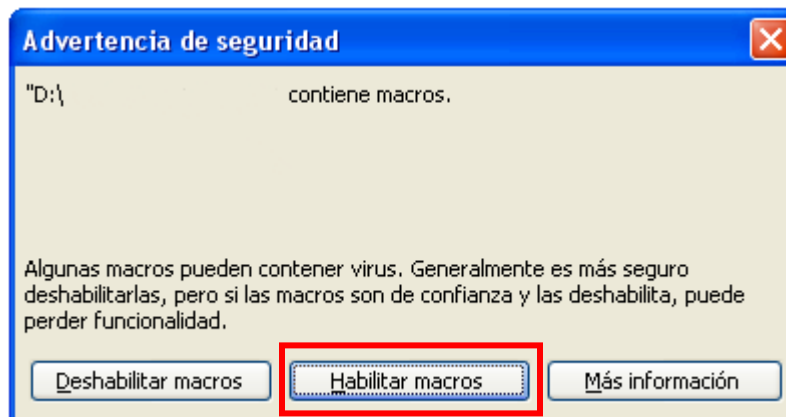 Advertencia de seguridad
"D:\ contiene macros.
Algunas macros pueden contener virus. Generalmente es más seguro
deshabilitarlas, pero si las macros son de confianza y las deshabilita, puede
perder funcionalidad.
Deshabilitar macros Habilitar macros Más información